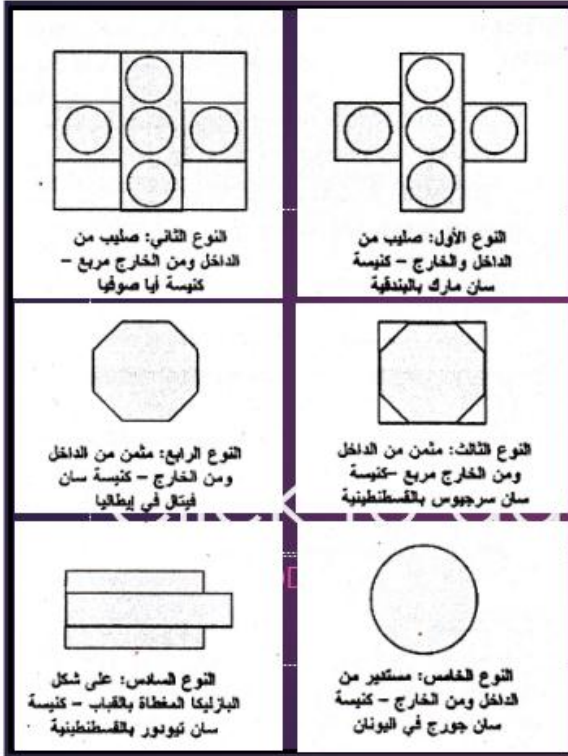 النوع الأول: صليب من
الداخل والخارج – كنيسة
سان مارك بالبندقية
النوع الثاني: صليب من
الداخل ومن الخارج مربع –
كنيسة أيا صوفيا
النوع الثالث: مثمن من الداخل
ومن الخارج مربع –كنيسة
سان سرجيوس بالقسطنطينية
النوع الرابع: مثمن من الداخل
ومن الخارج – كنيسة سان
فيتال في إيطاليا
النوع الخامس: مستدير من
الداخل ومن الخارج – كنيسة
سان جورج في اليونان
النوع السادس: على شكل
البازليكا المغطاة بالقباب – كنيسة
سان تيودور بالقسطنطينية